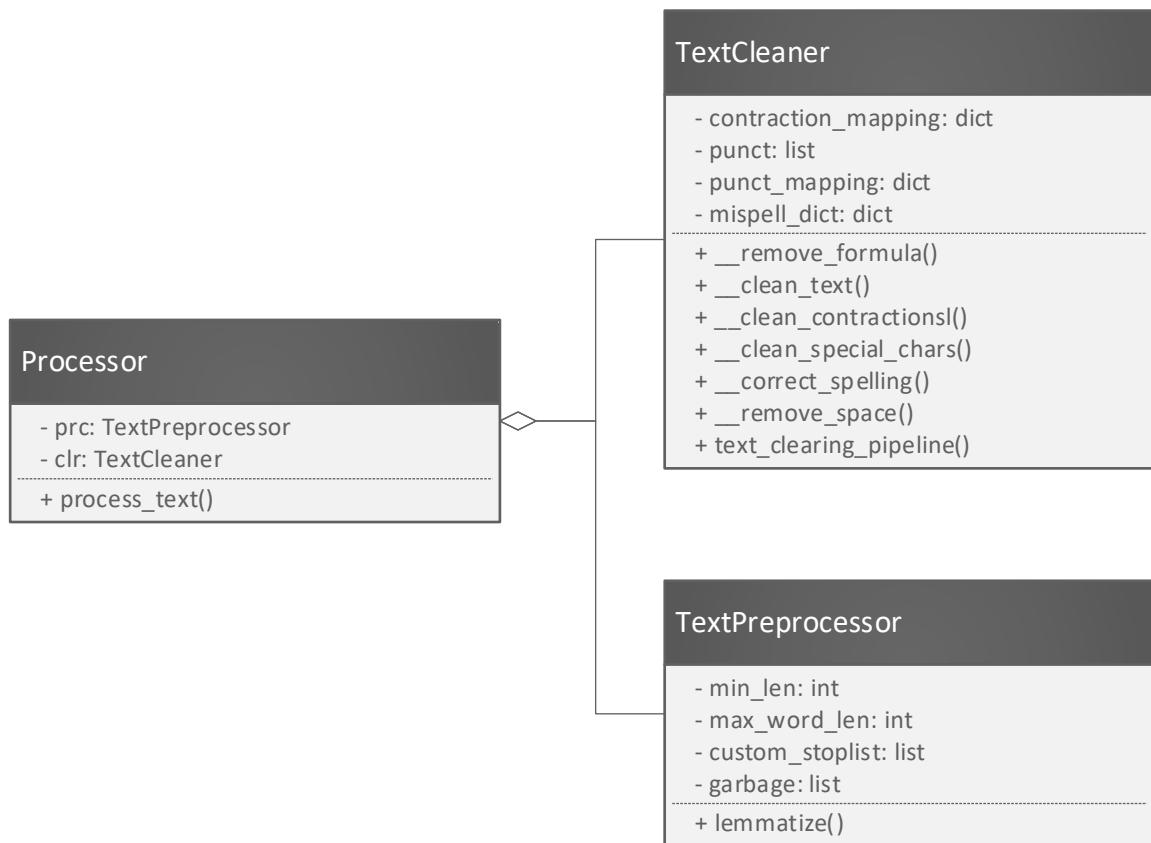 TextCleaner
- contraction_mapping: dict
- punct: list
- punct_mapping: dict
- mispell_dict: dict
+ __remove_formula()
+ __clean_text()
+ __clean_contractionsl()
+ __clean_special_chars()
+ __correct_spelling()
+ __remove_space()
+ text_clearing_pipeline()
Processor
- prc: TextPreprocessor
- clr: TextCleaner
+ process_text()
TextPreprocessor
- min_len: int
- max_word_len: int
- custom_stoplist: list
- garbage: list
+ lemmatize()